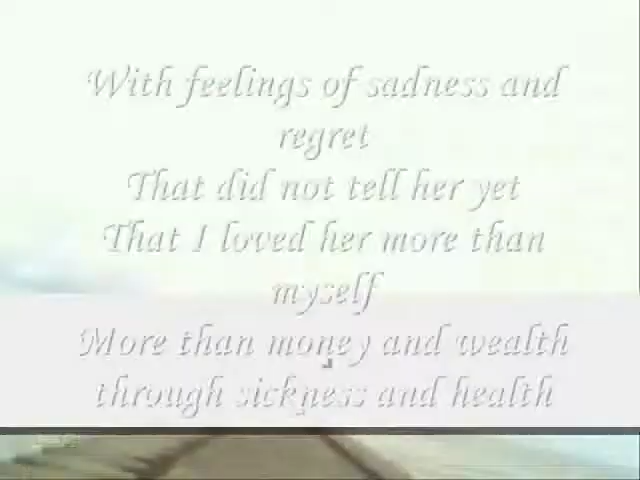 With feelings of sadness and
regret
That did not tell her yet
That I loved her more than
myself
More than money and wealth
through sickness and health